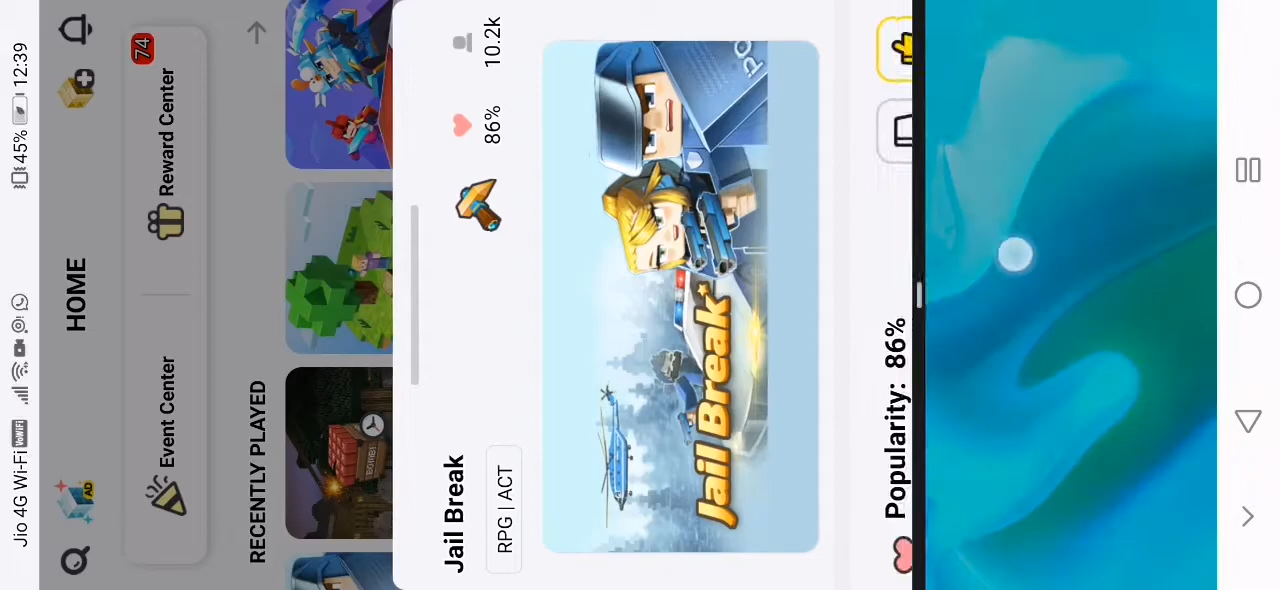 Jio 4G Wi-Fi VoWiFi 45% 12:39
AD
HOME
Event Center
Reward Center
74
RECENTLY PLAYED
Jail Break
86%
10.2k
RPG | ACT
Jail Break
Popularity: 86%